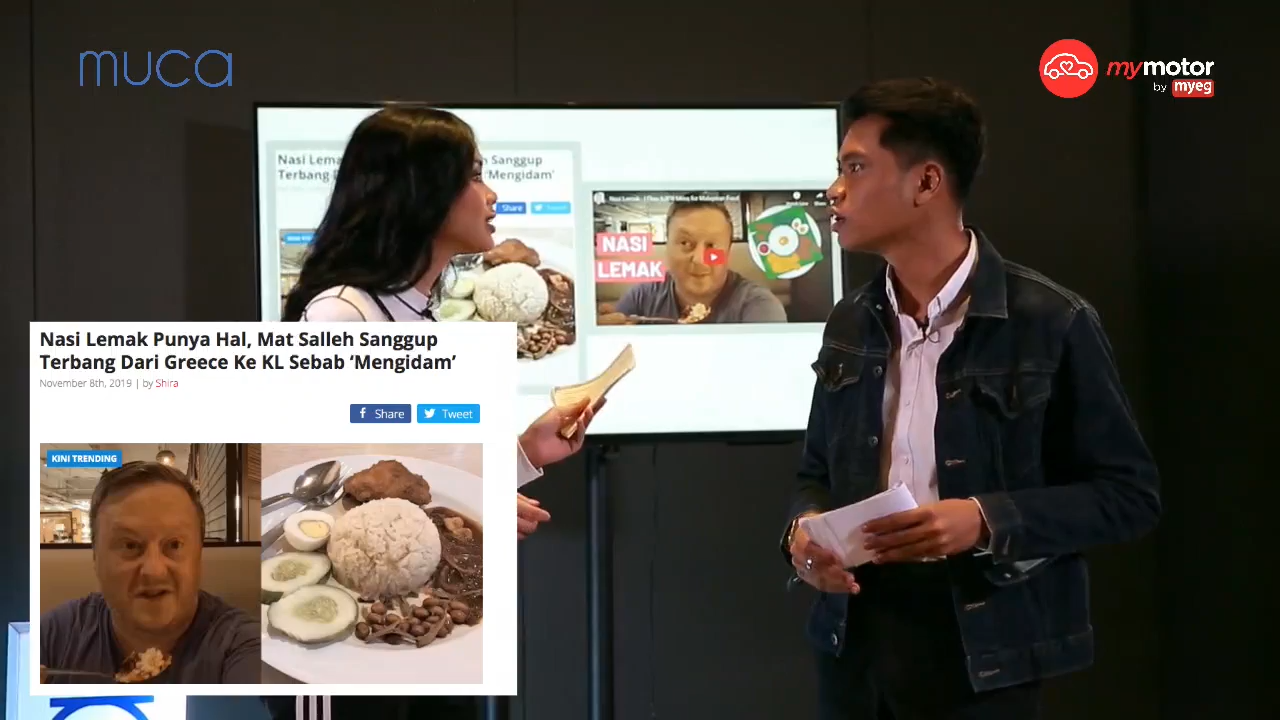 muca
mymotor
by myeg
Nasi Lema
h Sanggup
Terbang
'Mengidam'
Share
Tweet
NASI
LEMAK
Nasi Lemak Punya Hal, Mat Salleh Sanggup
Terbang Dari Greece Ke KL Sebab ‘Mengidam’
November 8th, 2019 | by Shira
Share
Tweet
KINI TRENDING